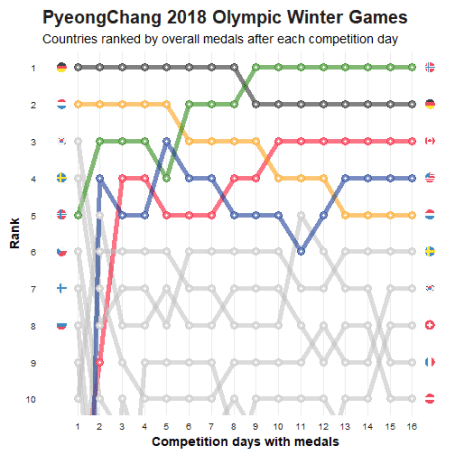 PyeongChang 2018 Olympic Winter Games
Countries ranked by overall medals after each competition day
1
2
3
4
5
6
7
8
9
10
Rank
1 2 3 4 5 6 7 8 9 10 11 12 13 14 15 16
Competition days with medals